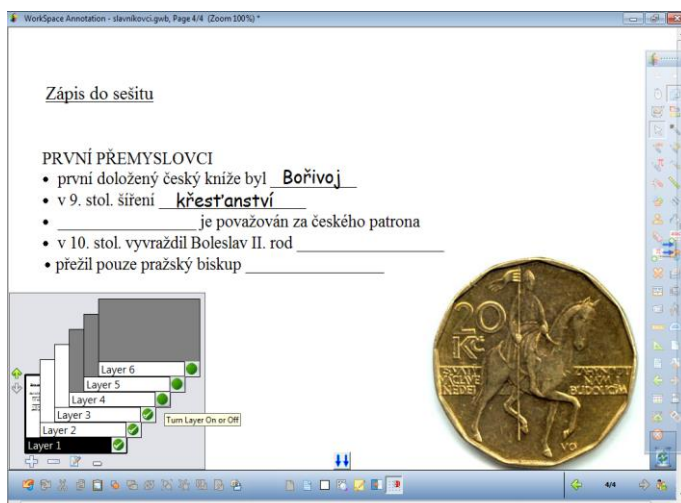 WorkSpace Annotation - slavnikovci.gwb, Page 4/4 (Zoom 100%) *
Zápis do sešitu
PRVNÍ PŘEMYSLOVCI
• první doložený český kníže byl Bořivoj
• v 9. stol. šíření křesťanství
• ________________ je považován za českého patrona
• v 10. stol. vyvraždil Boleslav II. rod ________________
• přežil pouze pražský biskup ________________
20
Kč
Layer 6
Layer 5
Layer 4
Layer 3
Turn Layer On or Off
Layer 2
Layer 1
4/4